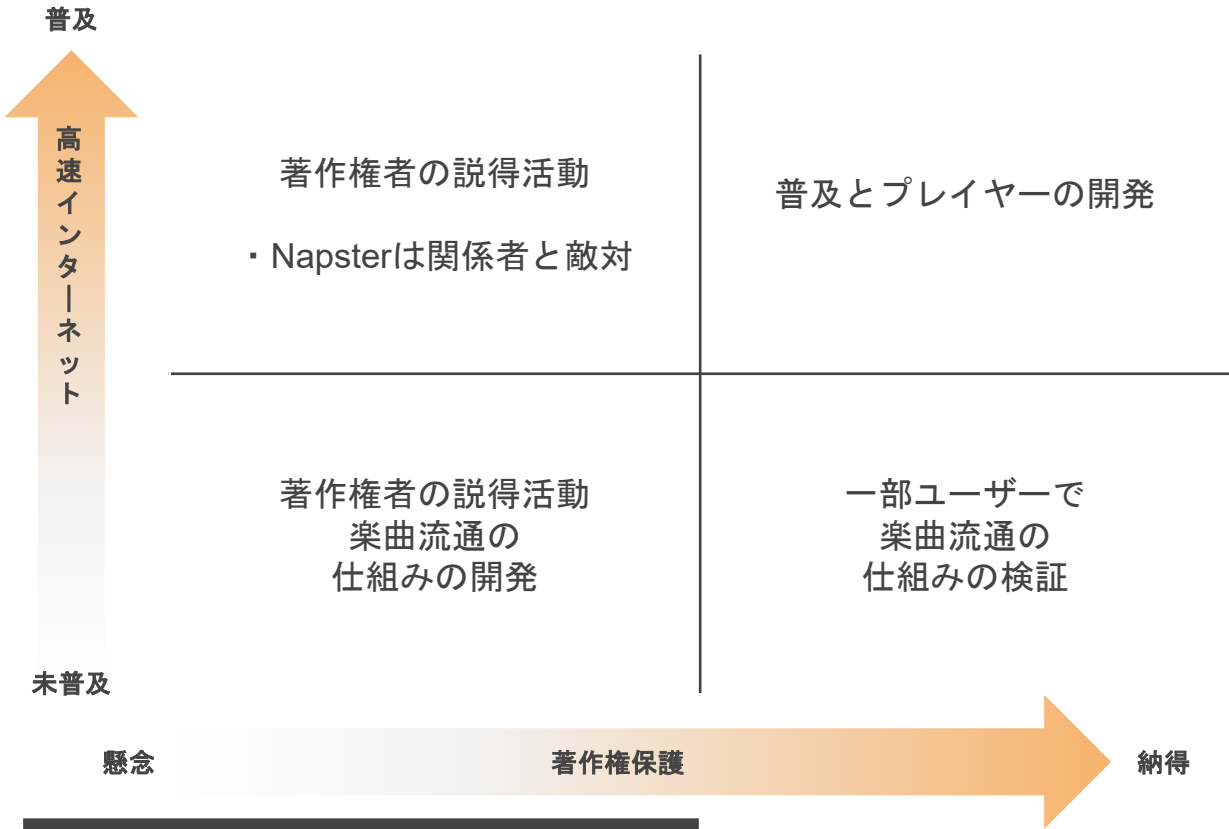 普及
高速インターネット
著作権者の説得活動
・Napsterは関係者と敵対
普及とプレイヤーの開発
著作権者の説得活動
楽曲流通の
仕組みの開発
一部ユーザーで
楽曲流通の
仕組みの検証
未普及
懸念
著作権保護
納得